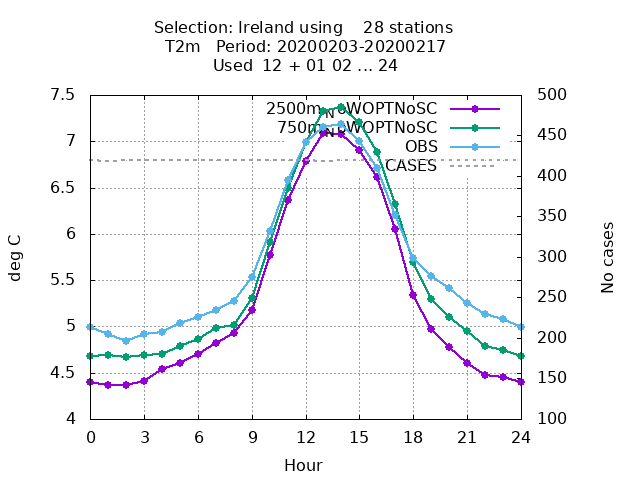 Selection: Ireland using    28 stations
T2m   Period: 20200203-20200217
Used  12 + 01 02 ... 24
2500m_NoWOPTNoSC
750m_NoWOPTNoSC
OBS
CASES
7.5
7
6.5
6
5.5
5
4.5
4
500
450
400
350
300
250
200
150
100
deg C
No cases
0 3 6 9 12 15 18 21 24
Hour